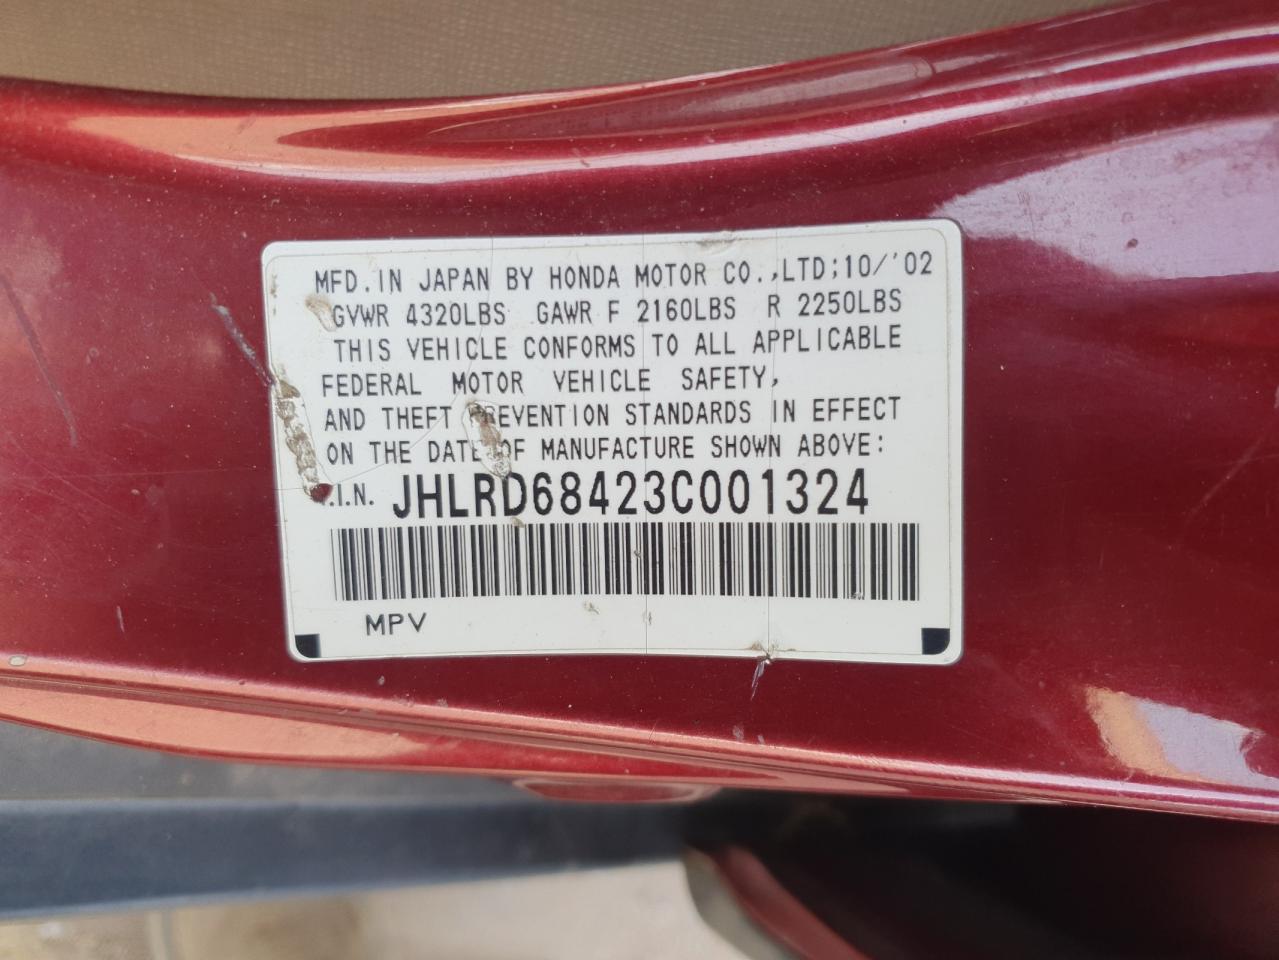 MFD. IN JAPAN BY HONDA MOTOR CO.,LTD;10/'02
GVWR 4320LBS GAWR F 2160LBS R 2250LBS
THIS VEHICLE CONFORMS TO ALL APPLICABLE
FEDERAL MOTOR VEHICLE SAFETY,
AND THEFT PREVENTION STANDARDS IN EFFECT
ON THE DATE OF MANUFACTURE SHOWN ABOVE:
V.I.N. JHLRD68423C001324
MPV